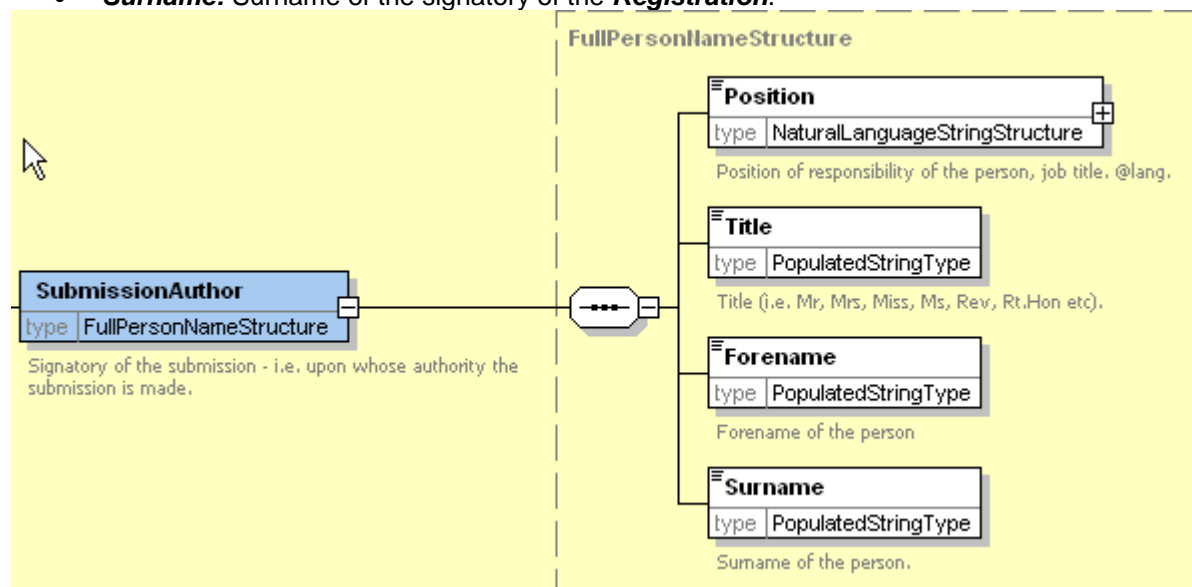 • Surname: Surname of the signatory of the Registration.
FullPersonNameStructure
Position
type NaturalLanguageStringStructure
Position of responsibility of the person, job title. @lang.
Title
type PopulatedStringType
Title (i.e. Mr, Mrs, Miss, Ms, Rev, Rt.Hon etc).
SubmissionAuthor
type FullPersonNameStructure
Signatory of the submission - i.e. upon whose authority the
submission is made.
Forename
type PopulatedStringType
Forename of the person
Surname
type PopulatedStringType
Surname of the person.